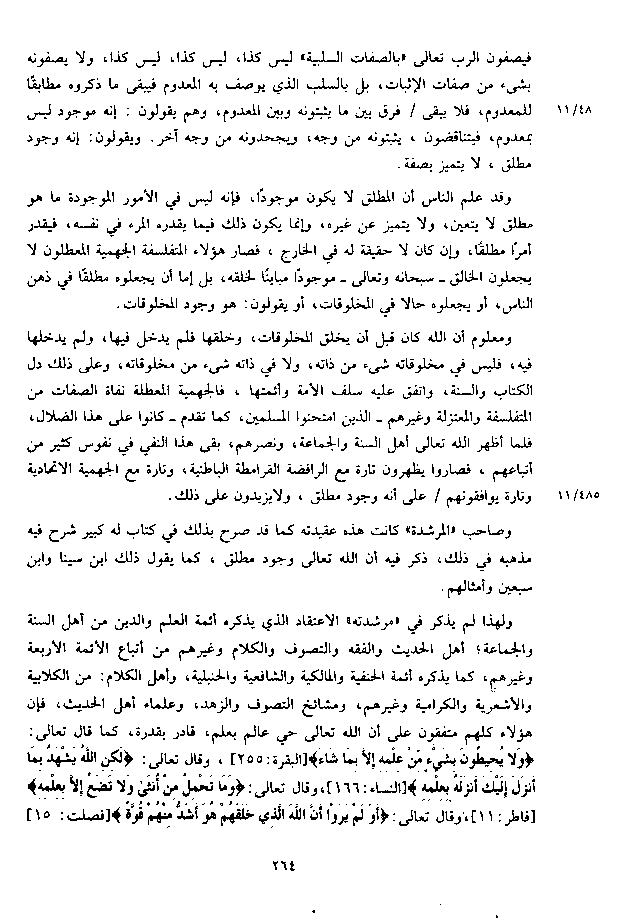 فيصفون الرب تعالى «بالصفات السلبية» ليس كذا، ليس كذا، ليس كذا، ولا يصفونه
بشىء من صفات الإثبات، بل بالسلب الذي يوصف به المعدوم فيبقى ما ذكروه مطابقًا
للمعدوم، فلا يبقى / فرق بين ما يثبتونه وبين المعدوم، وهم يقولون : إنه موجود ليس ١١/٤٨
بمعدوم، فيتناقضون ، يثبتونه من وجه، ويجحدونه من وجه آخر. ويقولون: إنه وجود
مطلق ، لا يتميز بصفة.
وقد علم الناس أن المطلق لا يكون موجودًا، فإنه ليس في الأمور الموجودة ما هو
مطلق لا يتعين، ولا يتميز عن غيره، وإنما يكون ذلك فيما يقدره المرء في نفسه، فيقدر
أمرًا مطلقًا، وإن كان لا حقيقة له في الخارج ، فصار هؤلاء المتفلسفة الجهمية المعطلون لا
يجعلون الخالق ـ سبحانه وتعالى ـ موجودًا مباينًا لخلقه، بل إما أن يجعلوه مطلقًا في ذهن
الناس، أو يجعلوه حالا في المخلوقات، أو يقولون: هو وجود المخلوقات.
ومعلوم أن الله كان قبل أن يخلق المخلوقات، وخلقها فلم يدخل فيها، ولم يدخلها
فيه، فليس في مخلوقاته شىء من ذاته، ولا في ذاته شىء من مخلوقاته، وعلى ذلك دل
الكتاب والسنة، واتفق عليه سلف الأمة وأئمتها ، فالجهمية المعطلة نفاة الصفات من
المتفلسفة والمعتزلة وغيرهم ـ الذين امتحنوا المسلمين، كما تقدم ـ كانوا على هذا الضلال،
فلما أظهر الله تعالى أهل السنة والجماعة، ونصرهم، بقى هذا النفي في نفوس كثير من
أتباعهم ، فصاروا يظهرون تارة مع الرافضة القرامطة الباطنية، وتارة مع الجهمية الاتحادية
وتارة يوافقونهم / على أنه وجود مطلق ، ولايزيدون على ذلك. ١١/٤٨٥
وصاحب «المرشدة» كانت هذه عقيدته كما قد صرح بذلك في كتاب له كبير شرح فيه
مذهبه في ذلك، ذكر فيه أن الله تعالى وجود مطلق ، كما يقول ذلك ابن سينا وابن
سبعين وأمثالهم.
ولهذا لم يذكر في «مرشدته» الاعتقاد الذي يذكره أئمة العلم والدين من أهل السنة
والجماعة؛ أهل الحديث والفقه والتصوف والكلام وغيرهم من أتباع الأئمة الأربعة
وغيرهم، كما يذكره أئمة الحنفية والمالكية والشافعية والحنبلية، وأهل الكلام: من الكلابية
والأشعرية والكرامية وغيرهم، ومشائخ التصوف والزهد، وعلماء أهل الحديث، فإن
هؤلاء كلهم متفقون على أن الله تعالى حي عالم بعلم، قادر بقدرة، كما قال تعالى:
﴿وَلا يُحيطُونَ بِشَيْءٍ مِّنْ عِلْمِهِ إلاَّ بِمَا شَاءَ﴾[البقرة:٢٥٥] ، وقال تعالى: ﴿لَكِنِ اللَّهُ يَشْهَدُ بِمَا
أَنزَلَ إِلَيْكَ أَنزَلَهُ بِعِلْمِهِ ﴾[النساء:١٦٦]،وقال تعالى:﴿وَمَا تَحْمِلُ مِنْ أُنثَىٰ وَلا تَضَعُ إِلاَّ بِعِلْمِهِ﴾
[فاطر:١١]،وقال تعالى:﴿أَوَ لَمْ يَرَوْا أَنَّ اللَّهَ الَّذِي خَلَقَهُمْ هُوَ أَشَدُّ مِنْهُمْ قُوَّةً ﴾[فصلت: ١٥]
٢٦٤